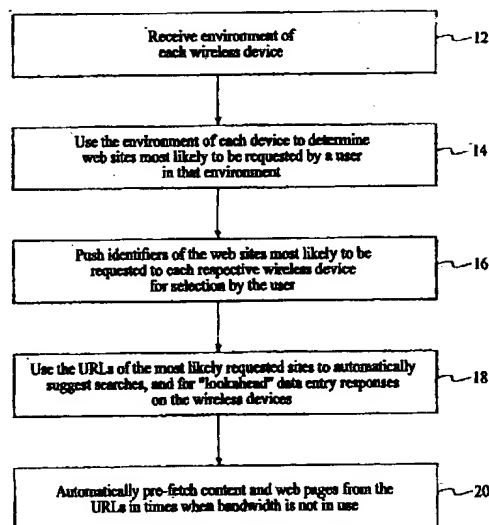 Receive environment of
each wireless device
12
Use the environment of each device to determine
web sites most likely to be requested by a user
in that environment
14
Push identifiers of the web sites most likely to be
requested to each respective wireless device
for selection by the user
16
Use the URLs of the most likely requested sites to automatically
suggest searches, and for "lookahead" data entry responses
on the wireless devices
18
Automatically pre-fetch content and web pages from the
URLs in times when bandwidth is not in use
20